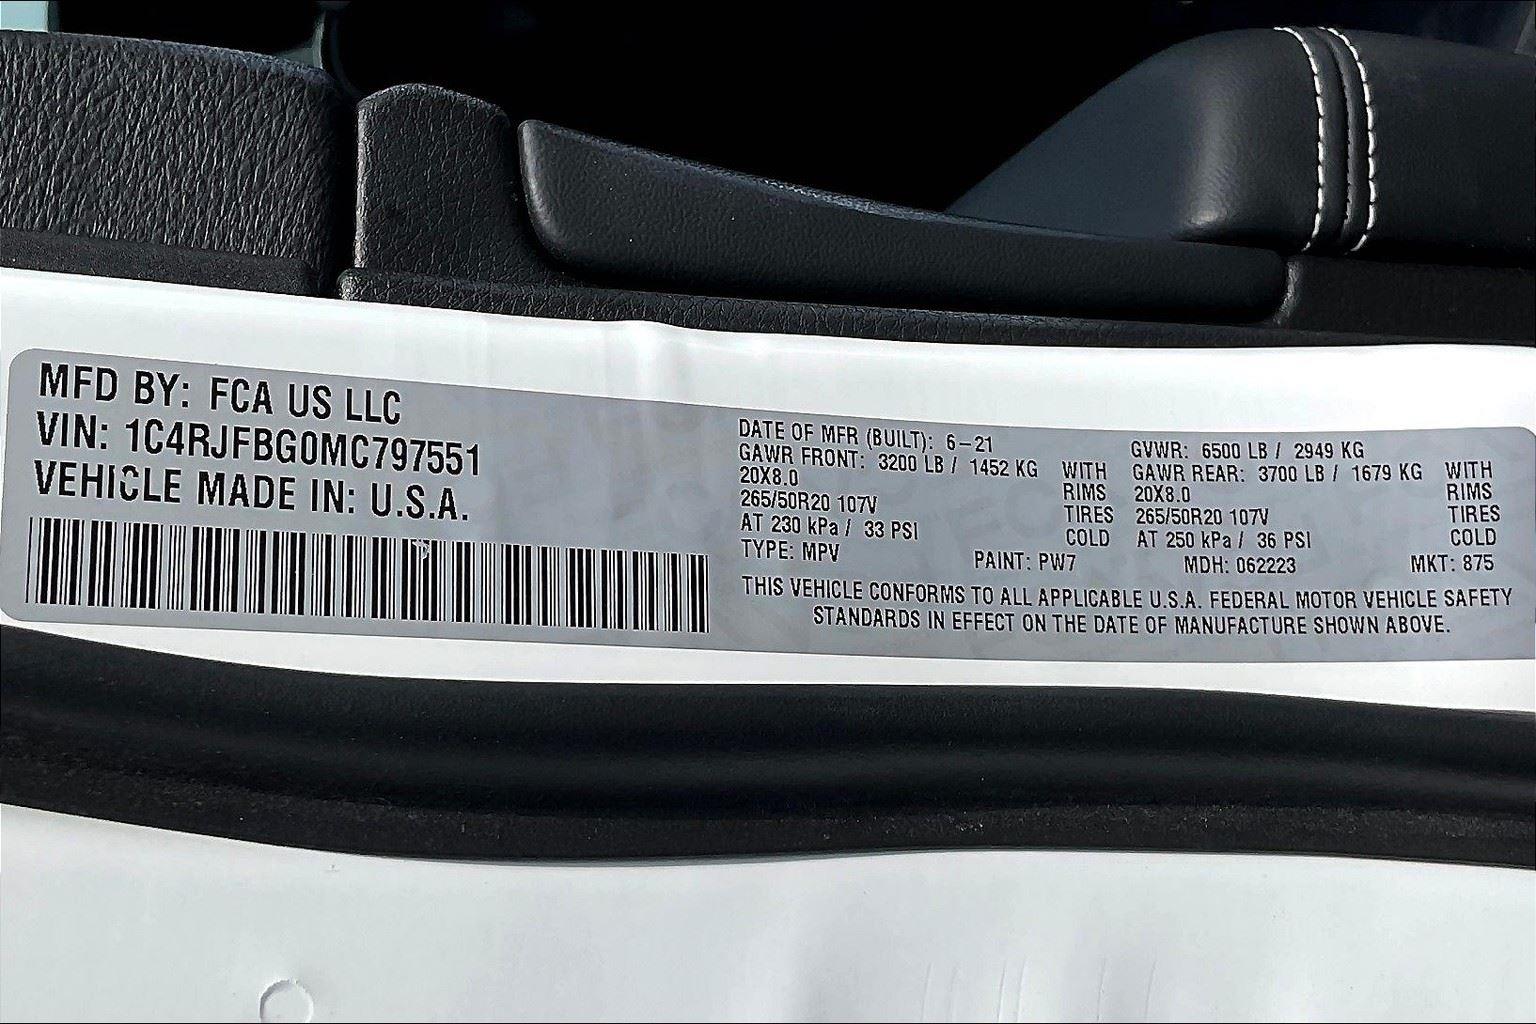 MFD BY: FCA US LLC
VIN: 1C4RJFBG0MC797551
VEHICLE MADE IN: U.S.A.
DATE OF MFR (BUILT): 6-21
GAWR FRONT: 3200 LB / 1452 KG WITH
20X8.0 RIMS
265/50R20 107V TIRES
AT 230 kPa / 33 PSI COLD
GVWR: 6500 LB / 2949 KG
GAWR REAR: 3700 LB / 1679 KG WITH
20X8.0 RIMS
265/50R20 107V TIRES
AT 250 kPa / 36 PSI COLD
TYPE: MPV PAINT: PW7 MDH: 062223 MKT: 875
THIS VEHICLE CONFORMS TO ALL APPLICABLE U.S.A. FEDERAL MOTOR VEHICLE SAFETY
STANDARDS IN EFFECT ON THE DATE OF MANUFACTURE SHOWN ABOVE.